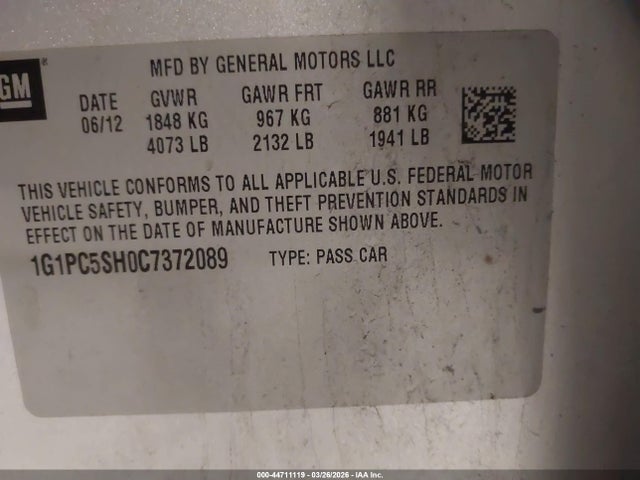 GM®
MFD BY GENERAL MOTORS LLC
DATE GVWR GAWR FRT GAWR RR
06/12 1848 KG 967 KG 881 KG
4073 LB 2132 LB 1941 LB
THIS VEHICLE CONFORMS TO ALL APPLICABLE U.S. FEDERAL MOTOR
VEHICLE SAFETY, BUMPER, AND THEFT PREVENTION STANDARDS IN
EFFECT ON THE DATE OF MANUFACTURE SHOWN ABOVE.
1G1PC5SH0C7372089 TYPE: PASS CAR
000-44711119 | 03/26/2026 | IAA Inc.